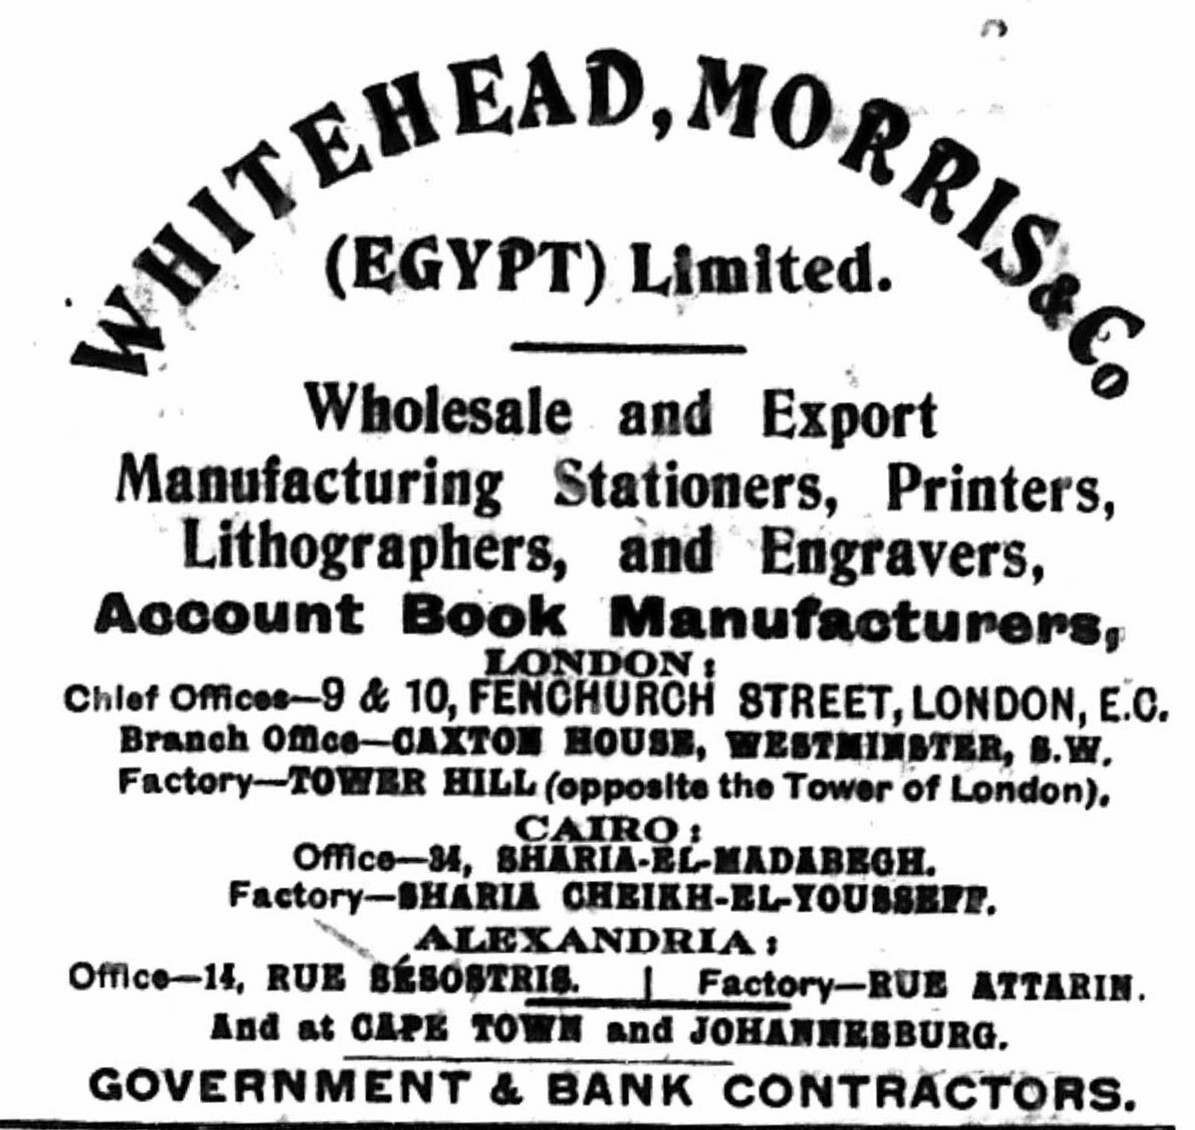 WHITEHEAD, MORRIS & Co
(EGYPT) Limited.
Wholesale and Export
Manufacturing Stationers, Printers,
Lithographers, and Engravers,
Account Book Manufacturers,
LONDON:
Chief Offices—9 & 10, FENCHURCH STREET, LONDON, E.C.
Branch Office—CAXTON HOUSE, WESTMINSTER, S.W.
Factory—TOWER HILL (opposite the Tower of London).
CAIRO:
Office—34, SHARIA-EL-MADABEGH.
Factory—SHARIA CHEIKH-EL-YOUSSEFF.
ALEXANDRIA:
Office—14, RUE SÉSOSTRIS. | Factory—RUE ATTARIN.
And at CAPE TOWN and JOHANNESBURG.
GOVERNMENT & BANK CONTRACTORS.